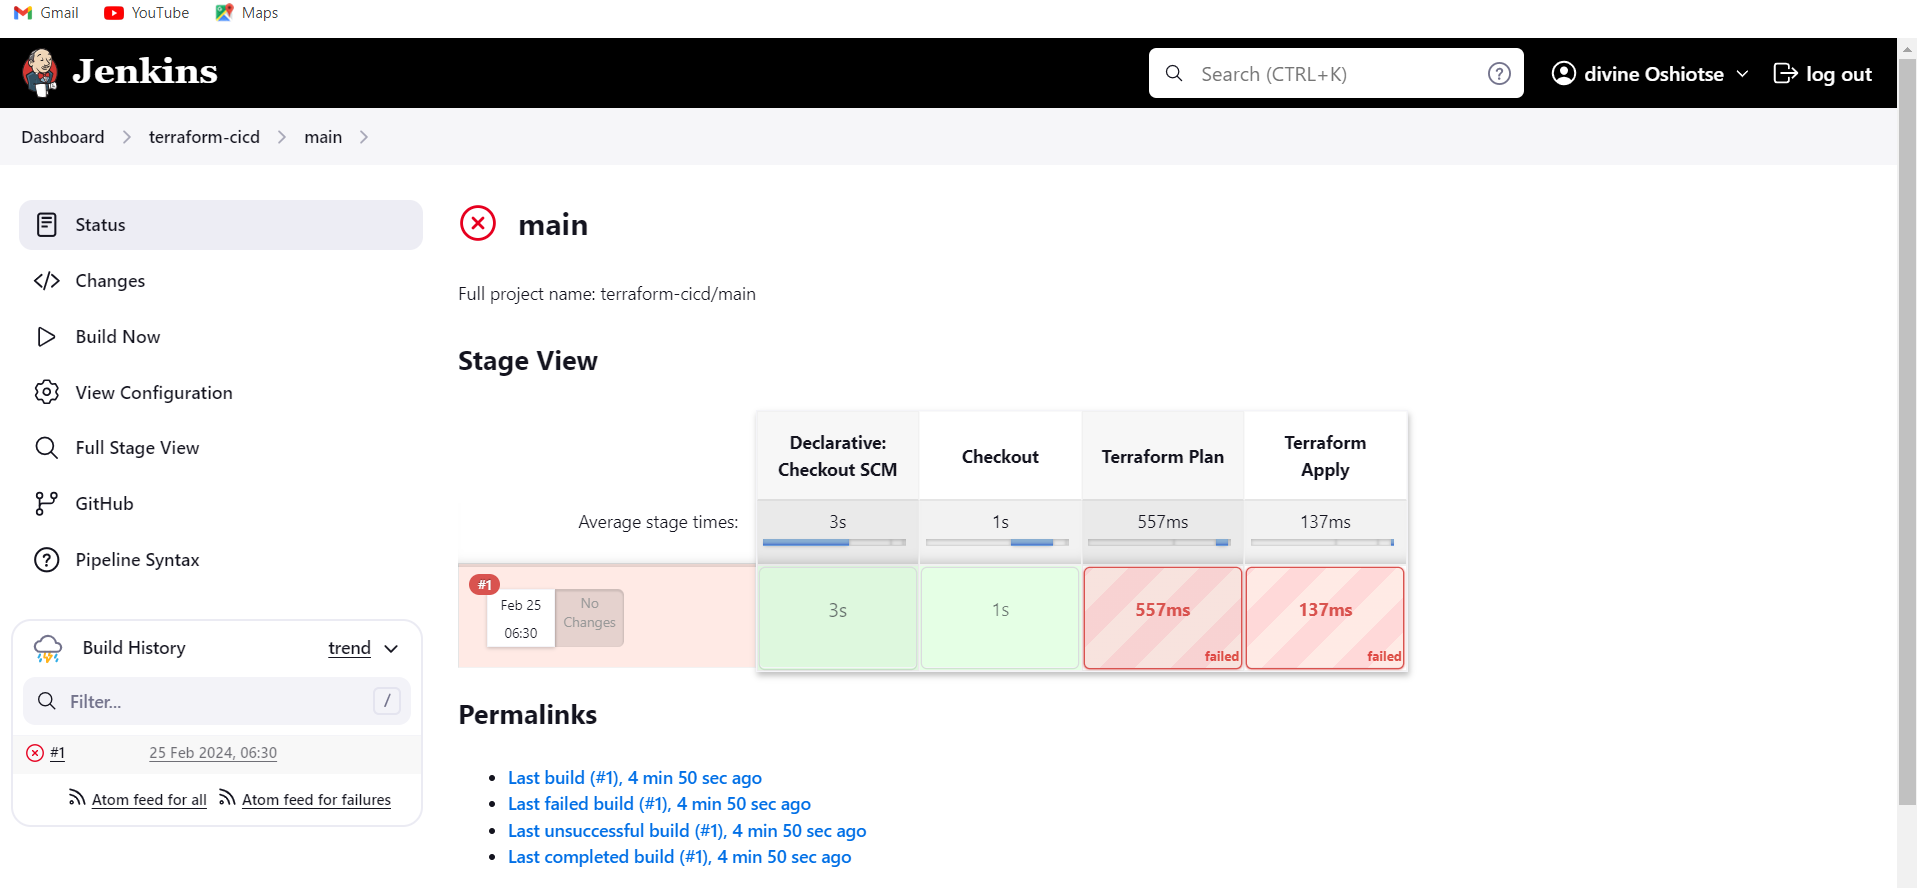 Gmail YouTube Maps
Jenkins
Search (CTRL+K) ?
divine Oshiotse log out
Dashboard terraform-cicd main
Status
Changes
Build Now
View Configuration
Full Stage View
GitHub
? Pipeline Syntax
Build History trend
Filter... /
#1 25 Feb 2024, 06:30
Atom feed for all Atom feed for failures
main
Full project name: terraform-cicd/main
Stage View
Declarative:
Checkout SCM
Checkout
Terraform Plan
Terraform
Apply
Average stage times: 3s 1s 557ms 137ms
#1
Feb 25
06:30
No
Changes
3s 1s 557ms 137ms
failed failed
Permalinks
• Last build (#1), 4 min 50 sec ago
• Last failed build (#1), 4 min 50 sec ago
• Last unsuccessful build (#1), 4 min 50 sec ago
• Last completed build (#1), 4 min 50 sec ago